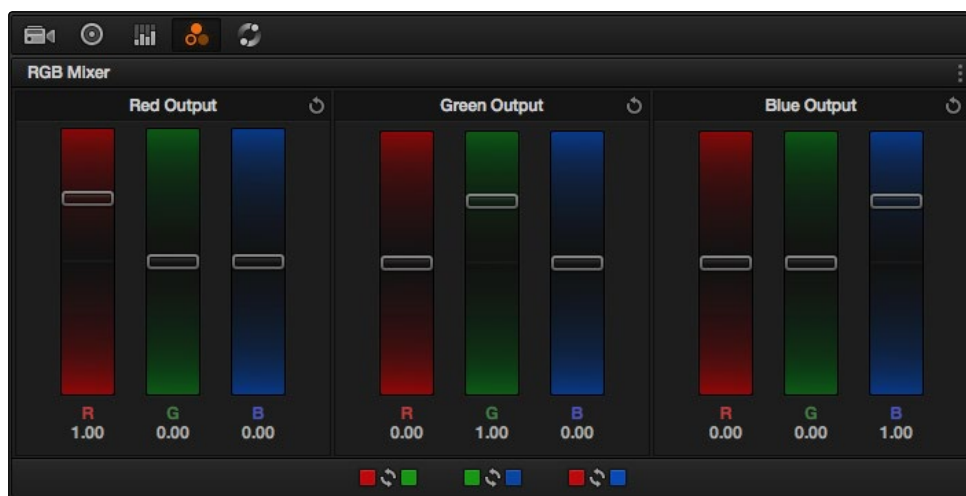 RGB Mixer
Red Output
Green Output
Blue Output
R G B
1.00 0.00 0.00
R G B
0.00 1.00 0.00
R G B
0.00 0.00 1.00